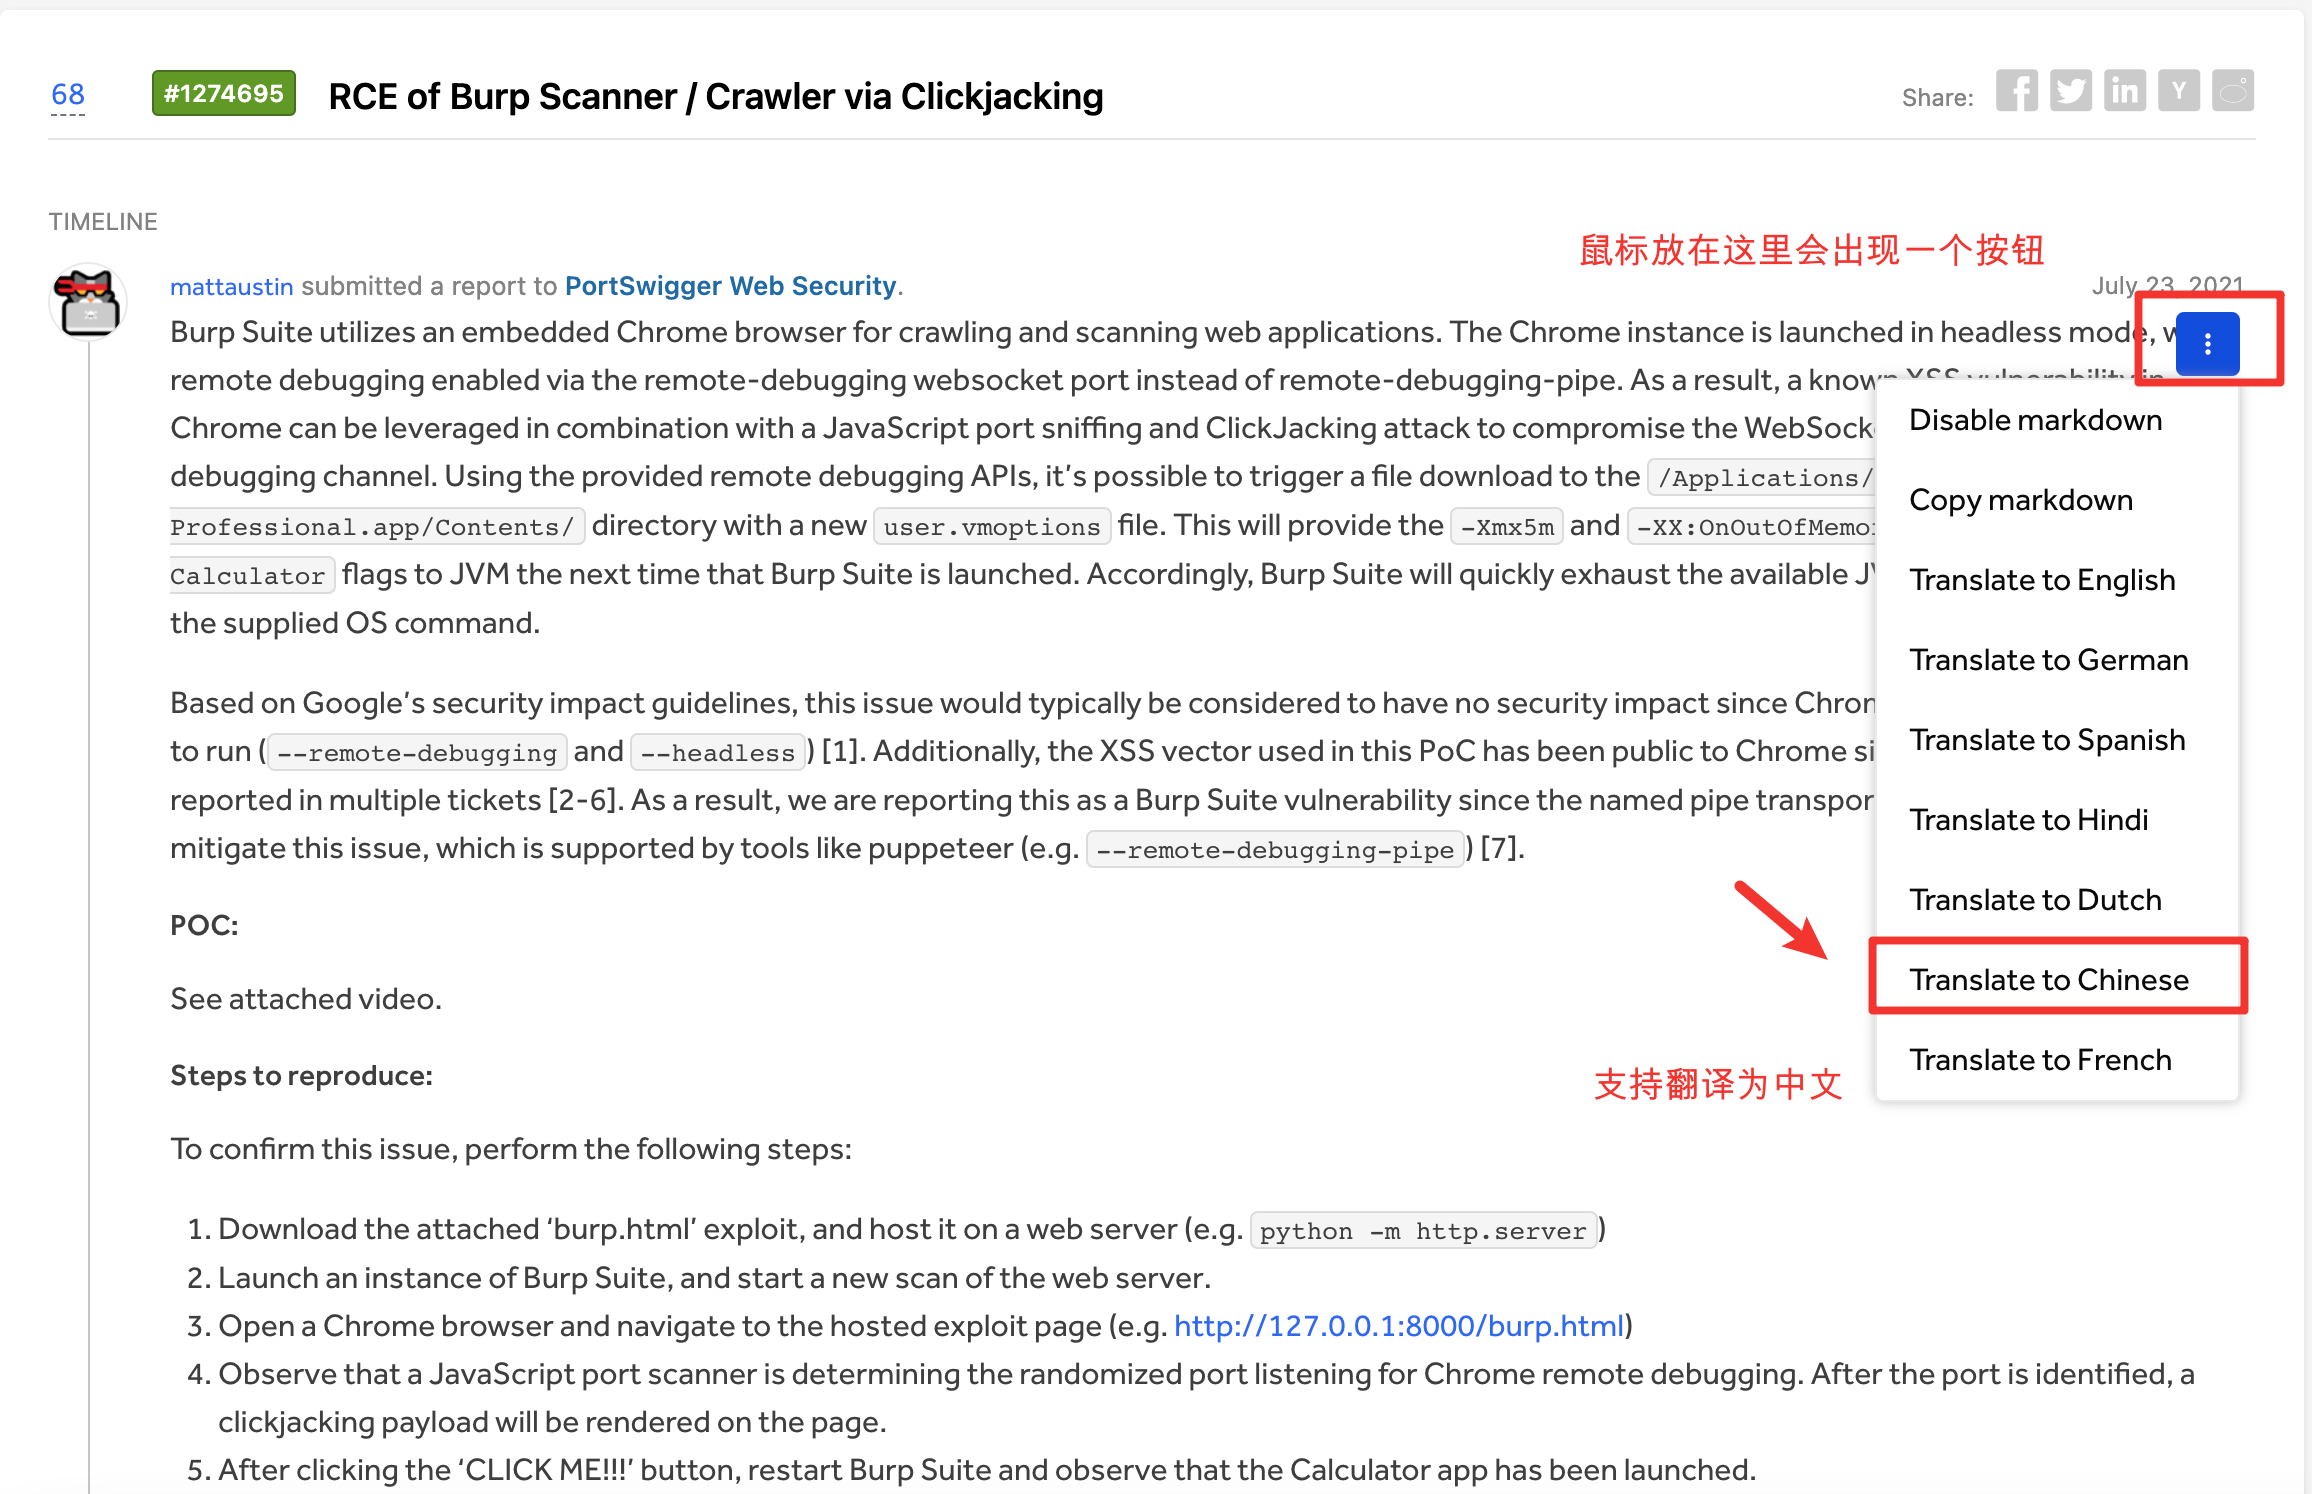 68 #1274695 RCE of Burp Scanner / Crawler via Clickjacking Share:
TIMELINE
鼠标放在这里会出现一个按钮
mattaustin submitted a report to PortSwigger Web Security. July 23, 2021
Burp Suite utilizes an embedded Chrome browser for crawling and scanning web applications. The Chrome instance is launched in headless mode, w
remote debugging enabled via the remote-debugging websocket port instead of remote-debugging-pipe. As a result, a known XSS vulnerability in
Chrome can be leveraged in combination with a JavaScript port sniffing and ClickJacking attack to compromise the WebSock
debugging channel. Using the provided remote debugging APIs, it's possible to trigger a file download to the /Applications/
Professional.app/Contents/ directory with a new user.vmoptions file. This will provide the -Xmx5m and -XX:OnOutOfMemo
Calculator flags to JVM the next time that Burp Suite is launched. Accordingly, Burp Suite will quickly exhaust the available J
the supplied OS command.
Based on Google's security impact guidelines, this issue would typically be considered to have no security impact since Chro
to run (--remote-debugging and --headless) [1]. Additionally, the XSS vector used in this PoC has been public to Chrome si
reported in multiple tickets [2-6]. As a result, we are reporting this as a Burp Suite vulnerability since the named pipe transpor
mitigate this issue, which is supported by tools like puppeteer (e.g. --remote-debugging-pipe) [7].
POC:
See attached video.
Steps to reproduce:
To confirm this issue, perform the following steps:
1. Download the attached ‘burp.html’ exploit, and host it on a web server (e.g. python -m http.server)
2. Launch an instance of Burp Suite, and start a new scan of the web server.
3. Open a Chrome browser and navigate to the hosted exploit page (e.g. http://127.0.0.1:8000/burp.html)
4. Observe that a JavaScript port scanner is determining the randomized port listening for Chrome remote debugging. After the port is identified, a
clickjacking payload will be rendered on the page.
5. After clicking the ‘CLICK ME!!!’ button, restart Burp Suite and observe that the Calculator app has been launched.
Disable markdown
Copy markdown
Translate to English
Translate to German
Translate to Spanish
Translate to Hindi
Translate to Dutch
Translate to Chinese
Translate to French
支持翻译为中文